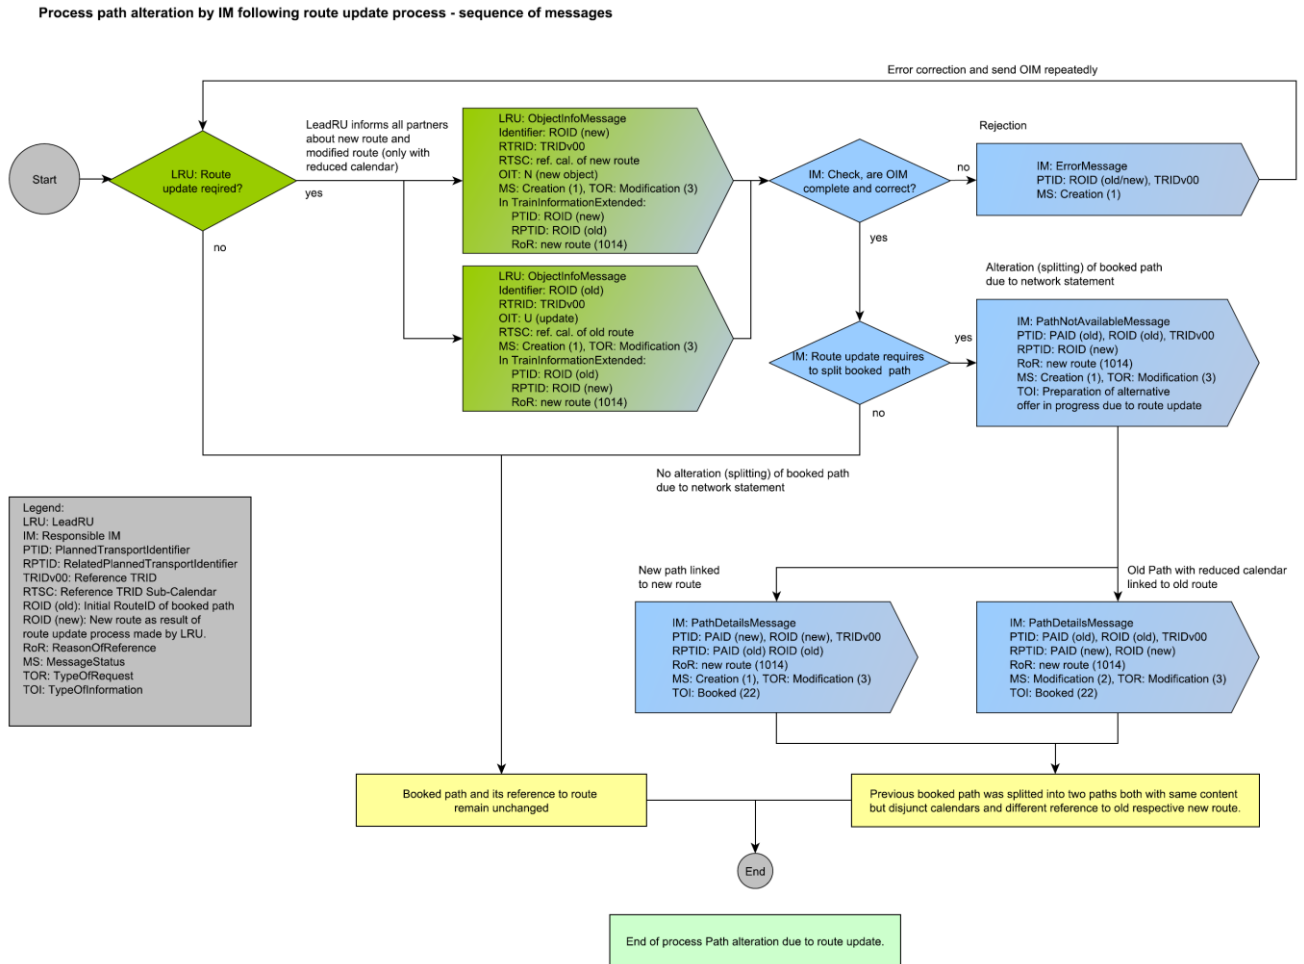 Process path alteration by IM following route update process - sequence of messages
Error correction and send OIM repeatedly
Start
LRU: Route
update reqired?
yes
no
LeadRU informs all partners
about new route and
modified route (only with
reduced calendar)
LRU: ObjectInfoMessage
Identifier: ROID (new)
RTRID: TRIDv00
RTSC: ref. cal. of new route
OIT: N (new object)
MS: Creation (1), TOR: Modification (3)
In TrainInformationExtended:
PTID: ROID (new)
RPTID: ROID (old)
RoR: new route (1014)
LRU: ObjectInfoMessage
Identifier: ROID (old)
RTRID: TRIDv00
OIT: U (update)
RTSC: ref. cal. of old route
MS: Creation (1), TOR: Modification (3)
In TrainInformationExtended:
PTID: ROID (old)
RPTID: ROID (new)
RoR: new route (1014)
IM: Check, are OIM
complete and correct?
no
yes
Rejection
IM: ErrorMessage
PTID: ROID (old/new), TRIDv00
MS: Creation (1)
IM: Route update requires
to split booked path
yes
no
Alteration (splitting) of booked path
due to network statement
IM: PathNotAvailableMessage
PTID: PAID (old), ROID (old), TRIDv00
RPTID: ROID (new)
RoR: new route (1014)
MS: Creation (1), TOR: Modification (3)
TOI: Preparation of alternative
offer in progress due to route update
No alteration (splitting) of booked path
due to network statement
Legend:
LRU: LeadRU
IM: Responsible IM
PTID: PlannedTransportIdentifier
RPTID: RelatedPlannedTransportIdentifier
TRIDv00: Reference TRID
RTSC: Reference TRID Sub-Calendar
ROID (old): Initial RouteID of booked path
ROID (new): New route as result of
route update process made by LRU.
RoR: ReasonOfReference
MS: MessageStatus
TOR: TypeOfRequest
TOI: TypeOfInformation
New path linked
to new route
Old Path with reduced calendar
linked to old route
IM: PathDetailsMessage
PTID: PAID (new), ROID (new), TRIDv00
RPTID: PAID (old) ROID (old)
RoR: new route (1014)
MS: Creation (1), TOR: Modification (3)
TOI: Booked (22)
IM: PathDetailsMessage
PTID: PAID (old), ROID (old), TRIDv00
RPTID: PAID (new), ROID (new)
RoR: new route (1014)
MS: Modification (2), TOR: Modification (3)
TOI: Booked (22)
Booked path and its reference to route
remain unchanged
Previous booked path was splitted into two paths both with same content
but disjunct calendars and different reference to old respective new route.
End
End of process Path alteration due to route update.